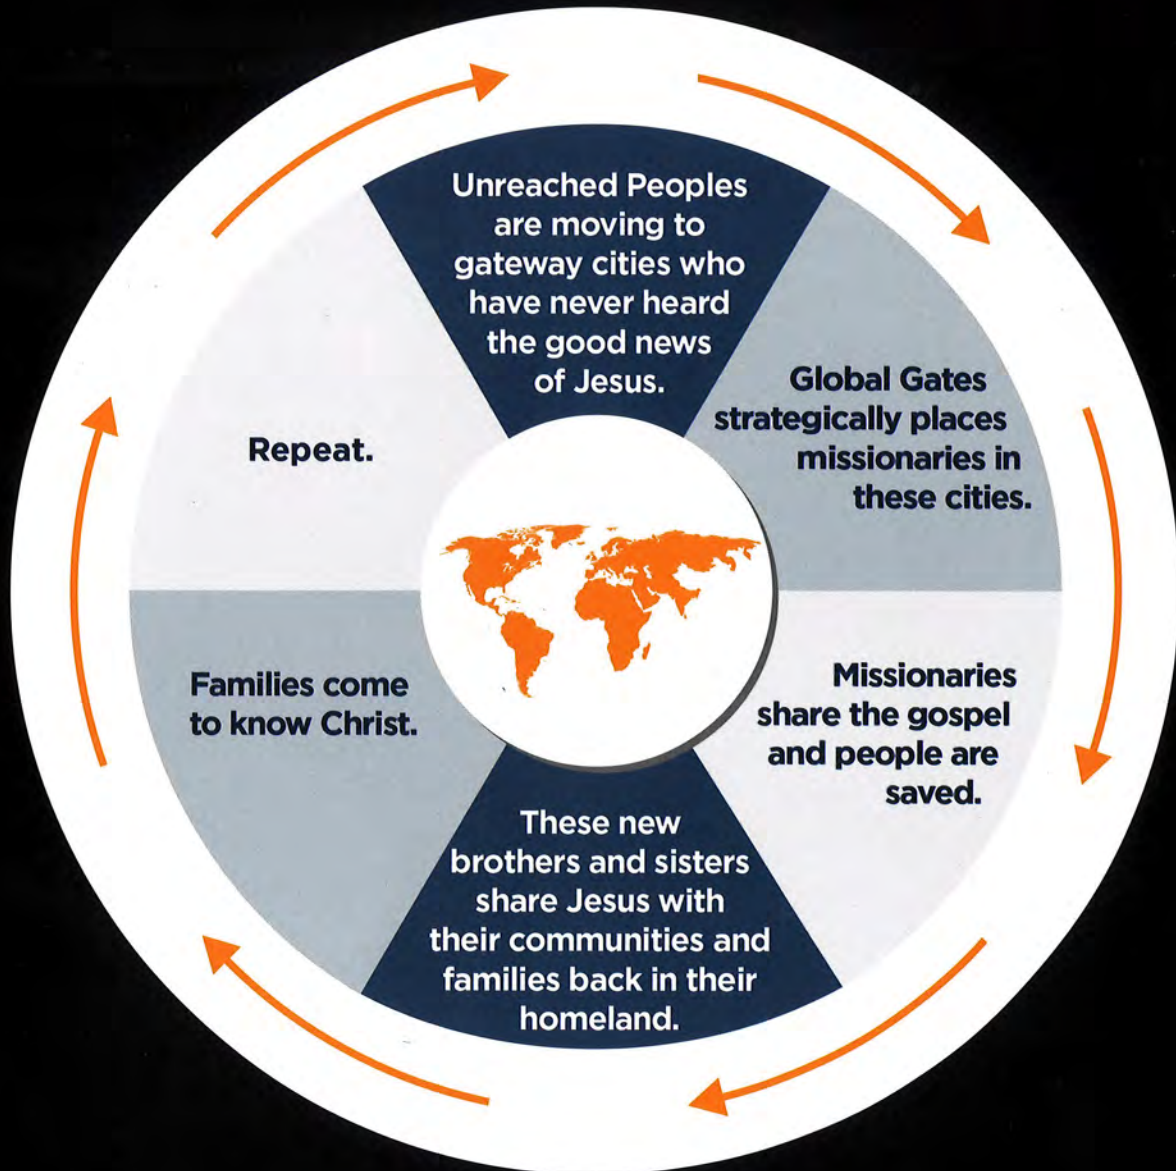 Unreached Peoples
are moving to
gateway cities who
have never heard
the good news
of Jesus.
Global Gates
strategically places
missionaries in
these cities.
Missionaries
share the gospel
and people are
saved.
These new
brothers and sisters
share Jesus with
their communities and
families back in their
homeland.
Families come
to know Christ.
Repeat.